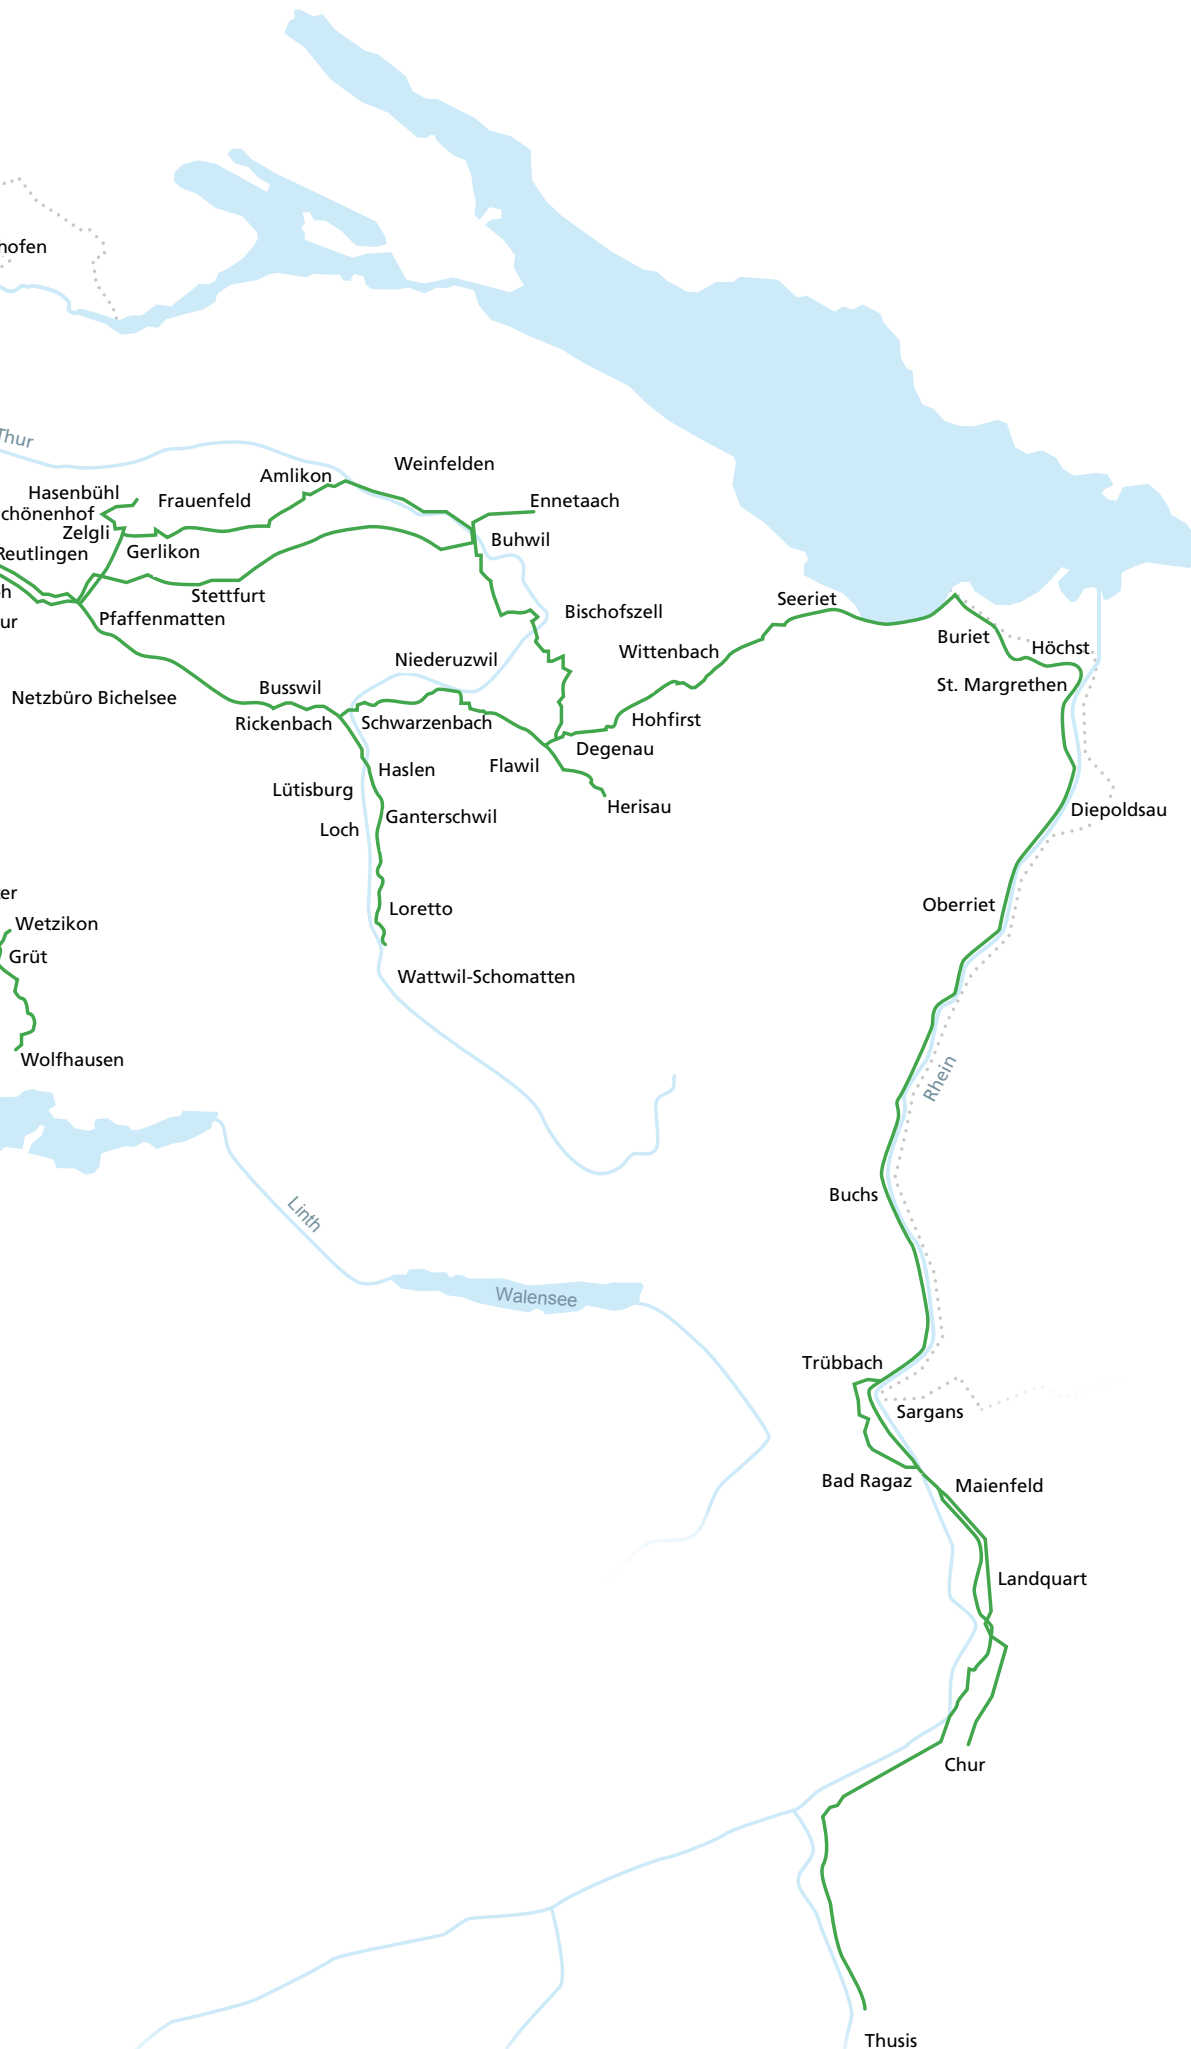 hofen
Thur
Weinfelden
Amlikon
Hasenbühl
Frauenfeld
Ennetaach
chönenhof
Zelgli
Buhwil
Reutlingen
Gerlikon
h
Stettfurt
Seeriet
Bischofszell
Pfaffenmatten
ur
Buriet
Höchst
Wittenbach
Niederuzwil
St. Margrethen
Busswil
Netzbüro Bichelsee
Hohfirst
Rickenbach
Schwarzenbach
Degenau
Flawil
Haslen
Lütisburg
Herisau
Diepoldsau
Ganterschwil
Loch
er
Oberriet
Loretto
Wetzikon
Grüt
Wattwil-Schomatten
Wolfhausen
Rhein
Buchs
Linth
Walensee
Trübbach
Sargans
Bad Ragaz
Maienfeld
Landquart
Chur
Thusis